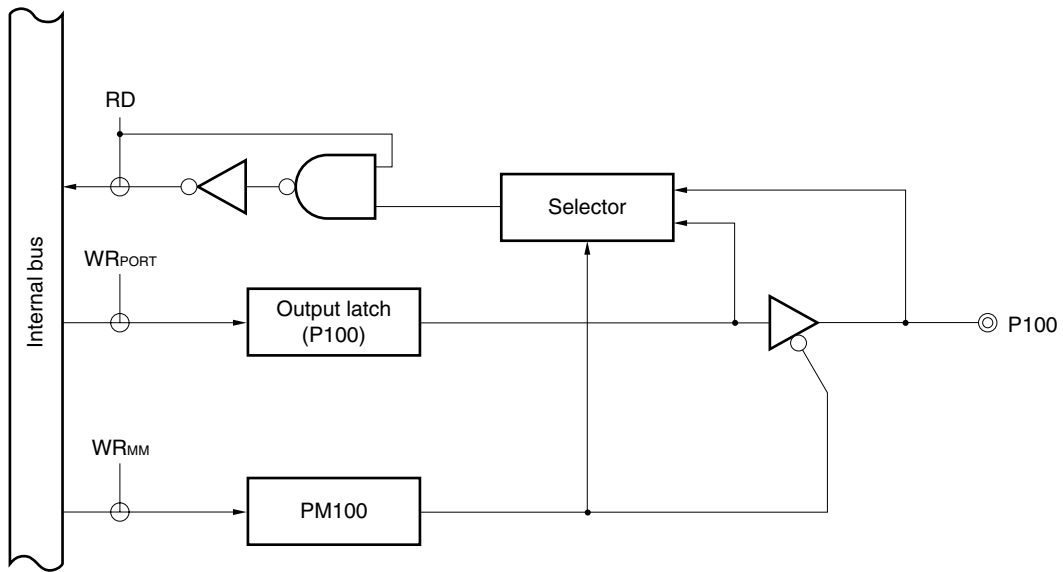 RD
Internal bus
Selector
WRPORT
Output latch
(P100)
P100
WRMM
PM100